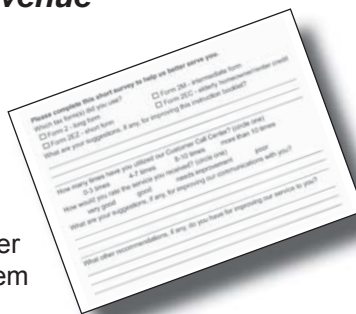 venue
Please complete this short survey to help us better serve you.
Which tax form(s) did you use?
Form 2 - long form
Form 2M - intermediate form
Form 2EZ - short form
Form 2EC - elderly homeowner/renter credit
What are your suggestions, if any, for improving this instruction booklet?
How many times have you utilized our Customer Call Center? (circle one)
0-3 times 4-7 times 8-10 times more than 10 times
How would you rate the service you received? (circle one)
very good good needs improvement poor
What are your suggestions, if any, for improving our communications with you?
What other recommendations, if any, do you have for improving our service to you?
er
em